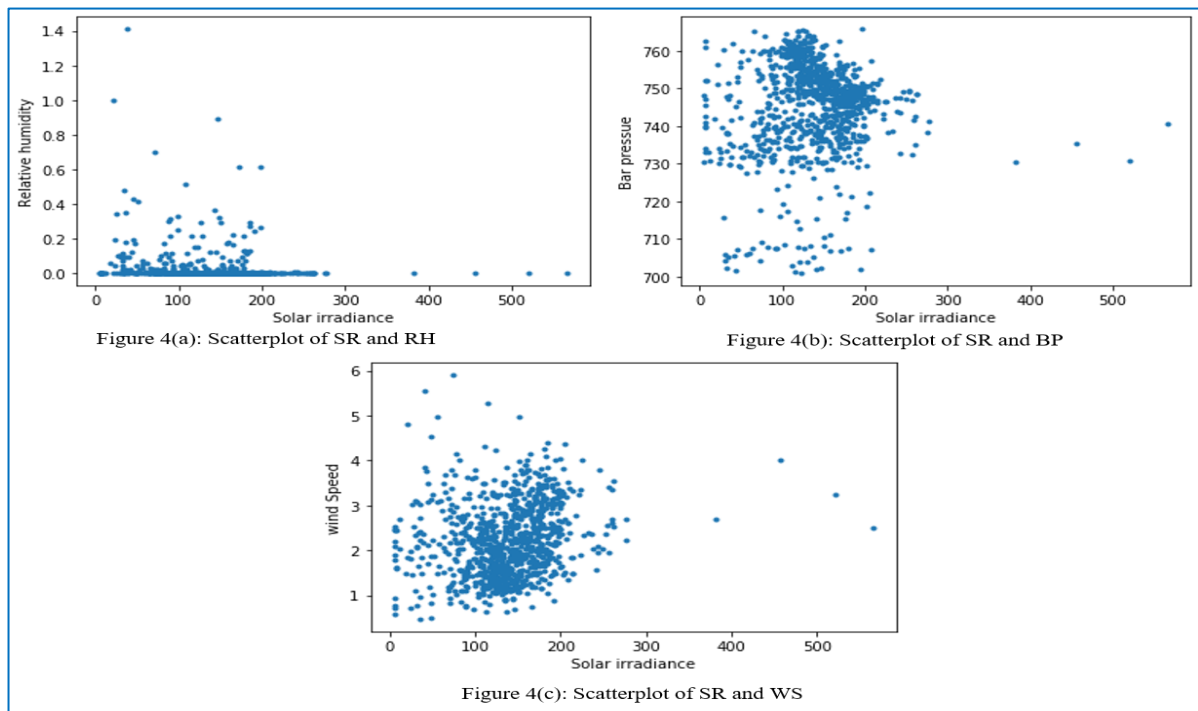 1.4
1.2
1.0
0.8
0.6
0.4
0.2
0.0
Relative humidity
0 100 200 300 400 500
Solar irradiance
Figure 4(a): Scatterplot of SR and RH
760
750
740
730
720
710
700
Bar pressue
0 100 200 300 400 500
Solar irradiance
Figure 4(b): Scatterplot of SR and BP
6
5
4
3
2
1
wind Speed
0 100 200 300 400 500
Solar irradiance
Figure 4(c): Scatterplot of SR and WS